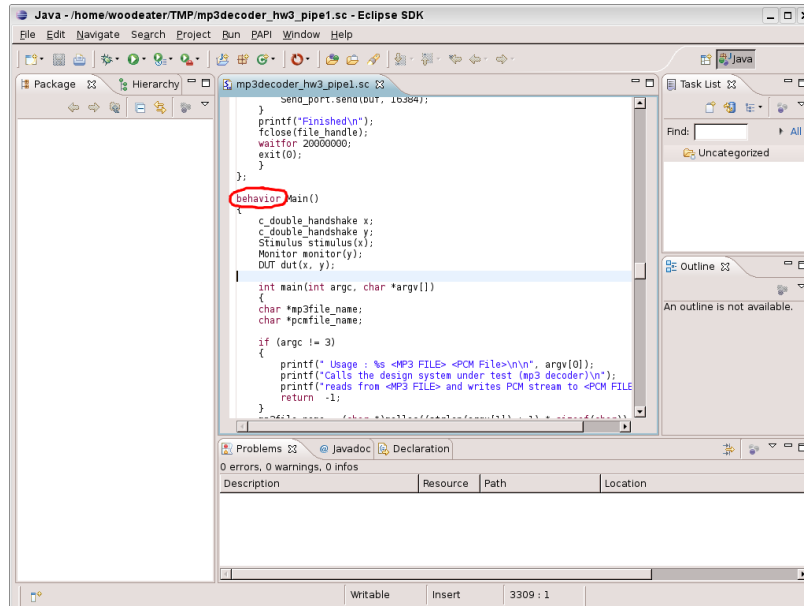 Java - /home/woodeater/TMP/mp3decoder_hw3_pipe1.sc - Eclipse SDK
File Edit Navigate Search Project Run PAPI Window Help
Java
Package Hierarchy
mp3decoder_hw3_pipe1.sc
Send_port.send(buf, 16384);
}
printf("Finished\n");
fclose(file_handle);
waitfor 20000000;
exit(0);
}
};
behavior Main()
{
c_double_handshake x;
c_double_handshake y;
Stimulus stimulus(x);
Monitor monitor(y);
DUT dut(x, y);
int main(int argc, char *argv[])
{
char *mp3file_name;
char *pcmfile_name;
if (argc != 3)
{
printf(" Usage : %s <MP3 FILE> <PCM File>\n\n", argv[0]);
printf("Calls the design system under test (mp3 decoder)\n");
printf("reads from <MP3 FILE> and writes PCM stream to <PCM FILE
return -1;
}
Task List
Find: All
Uncategorized
Outline
An outline is not available.
Problems @ Javadoc Declaration
0 errors, 0 warnings, 0 infos
Description Resource Path Location
Writable Insert 3309 : 1